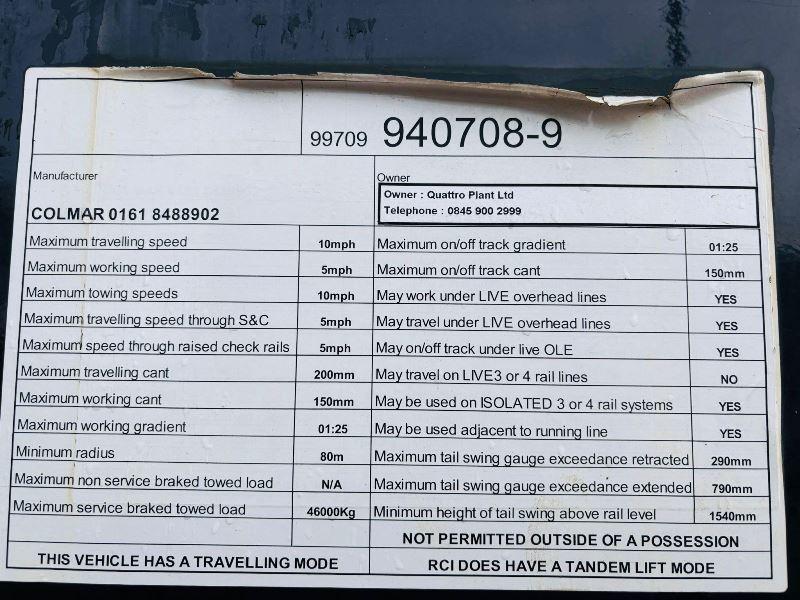 99709 940708-9
Manufacturer
COLMAR 0161 8488902
Owner
Owner : Quattro Plant Ltd
Telephone : 0845 900 2999
Maximum travelling speed 10mph
Maximum working speed 5mph
Maximum towing speeds 10mph
Maximum travelling speed through S&C 5mph
Maximum speed through raised check rails 5mph
Maximum travelling cant 200mm
Maximum working cant 150mm
Maximum working gradient 01:25
Minimum radius 80m
Maximum non service braked towed load N/A
Maximum service braked towed load 46000Kg
THIS VEHICLE HAS A TRAVELLING MODE
Maximum on/off track gradient 01:25
Maximum on/off track cant 150mm
May work under LIVE overhead lines YES
May travel under LIVE overhead lines YES
May on/off track under live OLE YES
May travel on LIVE3 or 4 rail lines NO
May be used on ISOLATED 3 or 4 rail systems YES
May be used adjacent to running line YES
Maximum tail swing gauge exceedance retracted 290mm
Maximum tail swing gauge exceedance extended 790mm
Minimum height of tail swing above rail level 1540mm
NOT PERMITTED OUTSIDE OF A POSSESSION
RCI DOES HAVE A TANDEM LIFT MODE